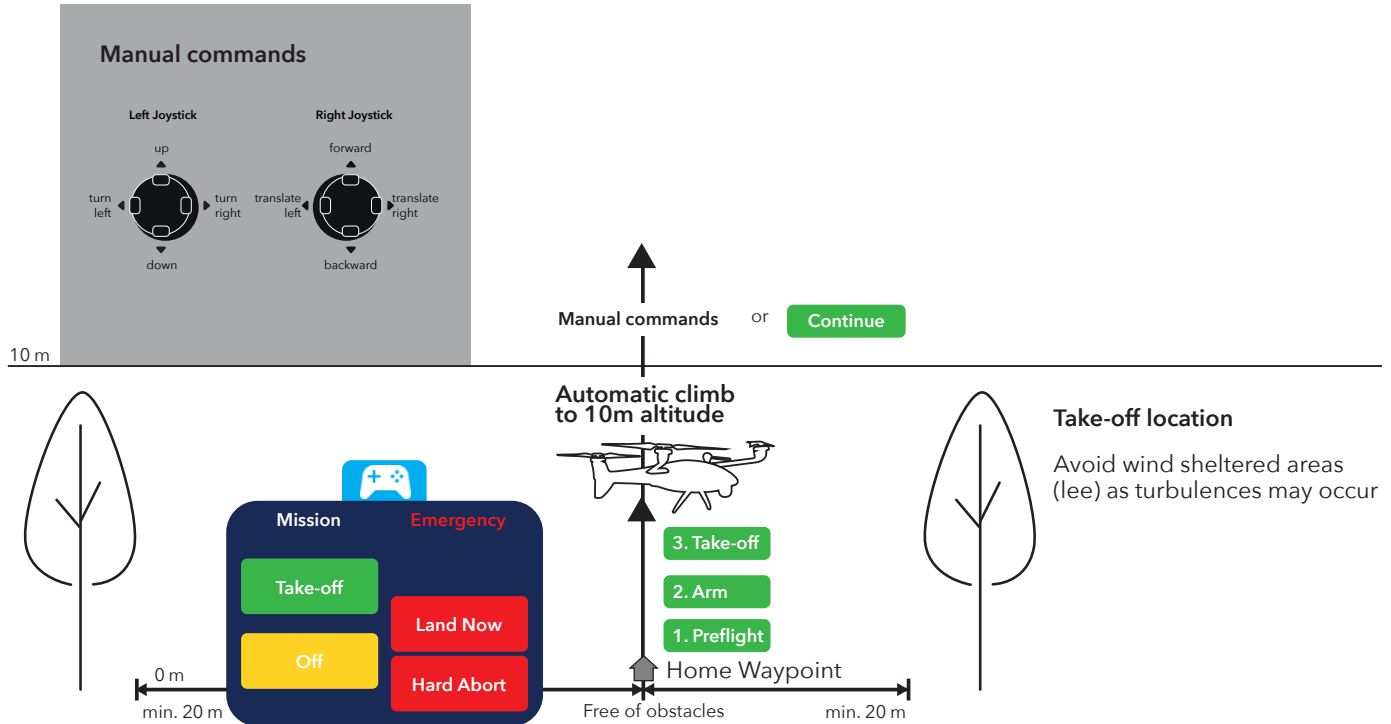 Manual commands
Left Joystick
Right Joystick
up
forward
turn
left
turn
right
translate
left
translate
right
down
backward
Manual commands
or
Continue
10 m
Automatic climb
to 10m altitude
Take-off location
Avoid wind sheltered areas
(lee) as turbulences may occur
Mission
Emergency
Take-off
Land Now
Off
Hard Abort
3. Take-off
2. Arm
1. Preflight
Home Waypoint
0 m
min. 20 m
Free of obstacles
min. 20 m